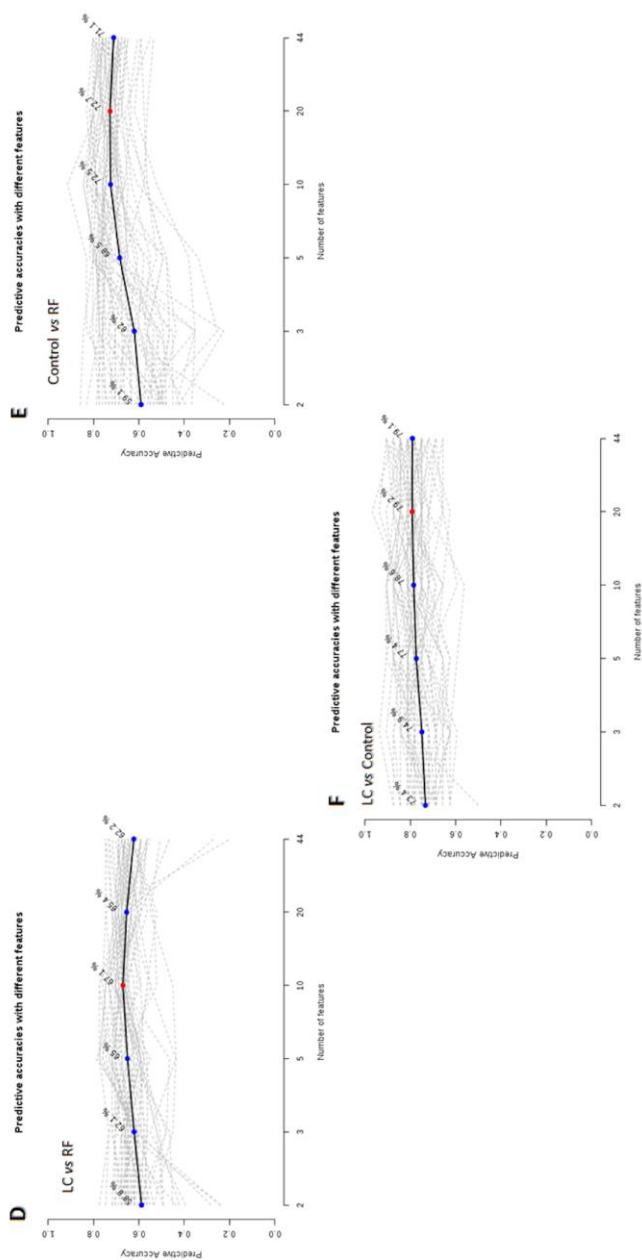 D
Predictive accuracies with different features
LC vs RF
Predictive Accuracy
1.0
0.8
0.6
0.4
0.2
0.0
58.8 %
62.1 %
65 %
67.1 %
65.4 %
62.2 %
2 3 5 10 20 44
Number of features
E
Predictive accuracies with different features
Control vs RF
Predictive Accuracy
1.0
0.8
0.6
0.4
0.2
0.0
59.1 %
62 %
68.5 %
72.5 %
72.7 %
71.1 %
2 3 5 10 20 44
Number of features
F
Predictive accuracies with different features
LC vs Control
Predictive Accuracy
1.0
0.8
0.6
0.4
0.2
0.0
73.4 %
74.9 %
77.4 %
78.6 %
79.2 %
79.1 %
2 3 5 10 20 44
Number of features